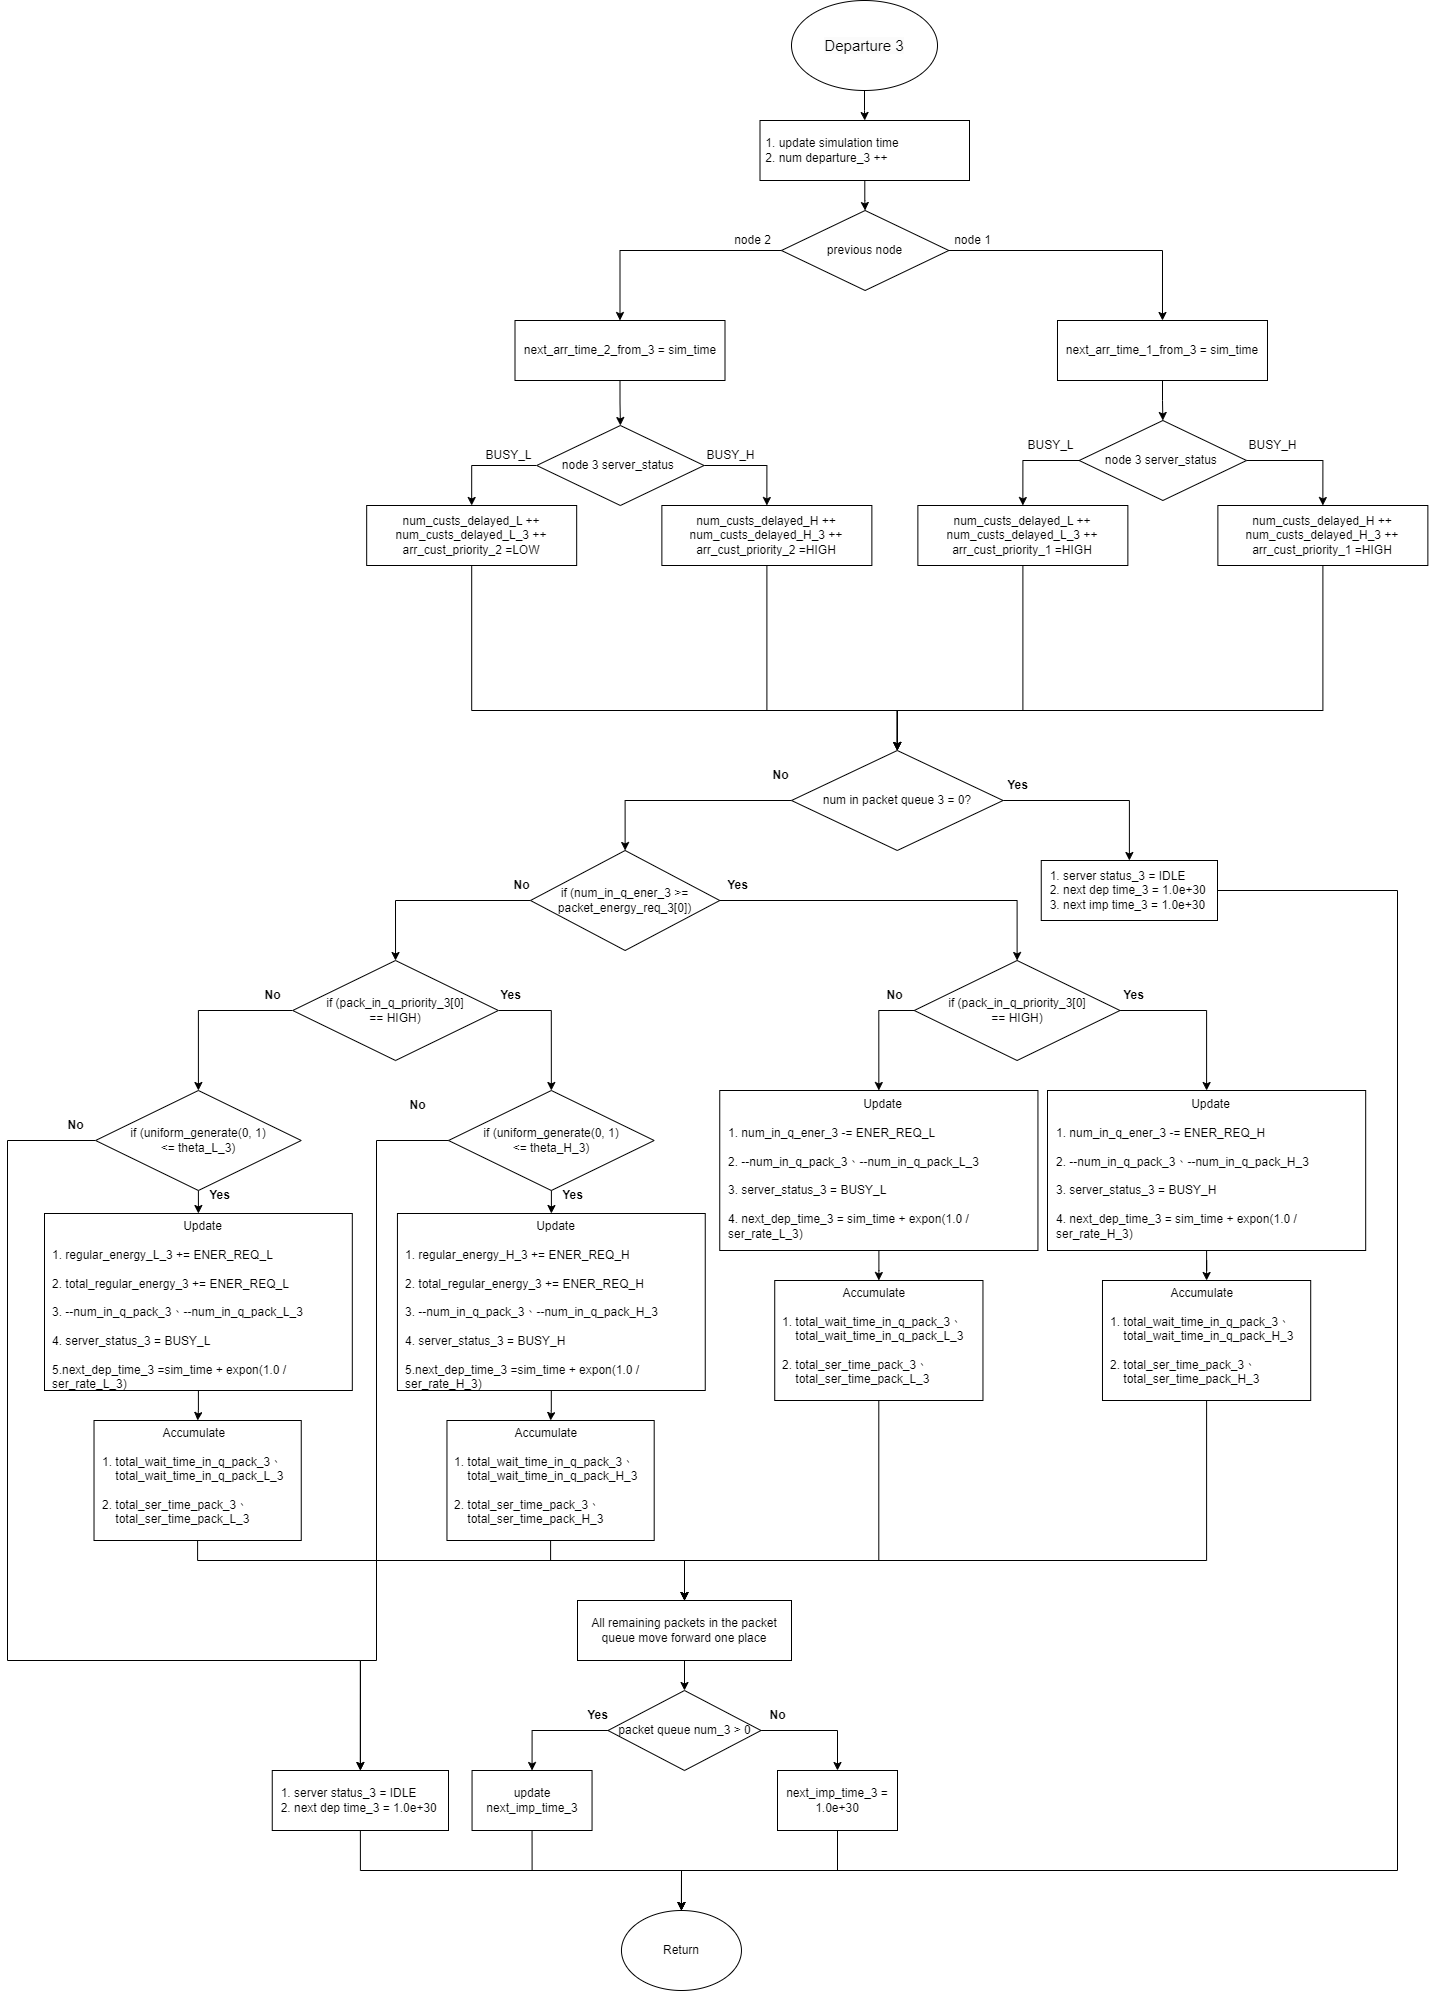 Departure 3
1. update simulation time
2. num departure_3 ++
node 2
previous node
node 1
next_arr_time_2_from_3 = sim_time
next_arr_time_1_from_3 = sim_time
BUSY_L
node 3 server_status
BUSY_H
BUSY_L
node 3 server_status
BUSY_H
num_custs_delayed_L ++
num_custs_delayed_L_3 ++
arr_cust_priority_2 =LOW
num_custs_delayed_H ++
num_custs_delayed_H_3 ++
arr_cust_priority_2 =HIGH
num_custs_delayed_L ++
num_custs_delayed_L_3 ++
arr_cust_priority_1 =HIGH
num_custs_delayed_H ++
num_custs_delayed_H_3 ++
arr_cust_priority_1 =HIGH
No
num in packet queue 3 = 0?
Yes
1. server status_3 = IDLE
2. next dep time_3 = 1.0e+30
3. next imp time_3 = 1.0e+30
No
if (num_in_q_ener_3 >=
packet_energy_req_3[0])
Yes
No
if (pack_in_q_priority_3[0]
== HIGH)
Yes
No
if (pack_in_q_priority_3[0]
== HIGH)
Yes
No
if (uniform_generate(0, 1)
<= theta_L_3)
Yes
No
if (uniform_generate(0, 1)
<= theta_H_3)
Yes
Update
1. num_in_q_ener_3 -= ENER_REQ_L
2. --num_in_q_pack_3、--num_in_q_pack_L_3
3. server_status_3 = BUSY_L
4. next_dep_time_3 = sim_time + expon(1.0 /
ser_rate_L_3)
Update
1. num_in_q_ener_3 -= ENER_REQ_H
2. --num_in_q_pack_3、--num_in_q_pack_H_3
3. server_status_3 = BUSY_H
4. next_dep_time_3 = sim_time + expon(1.0 /
ser_rate_H_3)
Update
1. regular_energy_L_3 += ENER_REQ_L
2. total_regular_energy_3 += ENER_REQ_L
3. --num_in_q_pack_3、--num_in_q_pack_L_3
4. server_status_3 = BUSY_L
5.next_dep_time_3 =sim_time + expon(1.0 /
ser_rate_L_3)
Update
1. regular_energy_H_3 += ENER_REQ_H
2. total_regular_energy_3 += ENER_REQ_H
3. --num_in_q_pack_3、--num_in_q_pack_H_3
4. server_status_3 = BUSY_H
5.next_dep_time_3 =sim_time + expon(1.0 /
ser_rate_H_3)
Accumulate
1. total_wait_time_in_q_pack_3、
total_wait_time_in_q_pack_L_3
2. total_ser_time_pack_3、
total_ser_time_pack_L_3
Accumulate
1. total_wait_time_in_q_pack_3、
total_wait_time_in_q_pack_H_3
2. total_ser_time_pack_3、
total_ser_time_pack_H_3
Accumulate
1. total_wait_time_in_q_pack_3、
total_wait_time_in_q_pack_L_3
2. total_ser_time_pack_3、
total_ser_time_pack_L_3
Accumulate
1. total_wait_time_in_q_pack_3、
total_wait_time_in_q_pack_H_3
2. total_ser_time_pack_3、
total_ser_time_pack_H_3
All remaining packets in the packet
queue move forward one place
Yes
packet queue num_3 > 0
No
1. server status_3 = IDLE
2. next dep time_3 = 1.0e+30
update
next_imp_time_3
next_imp_time_3 =
1.0e+30
Return